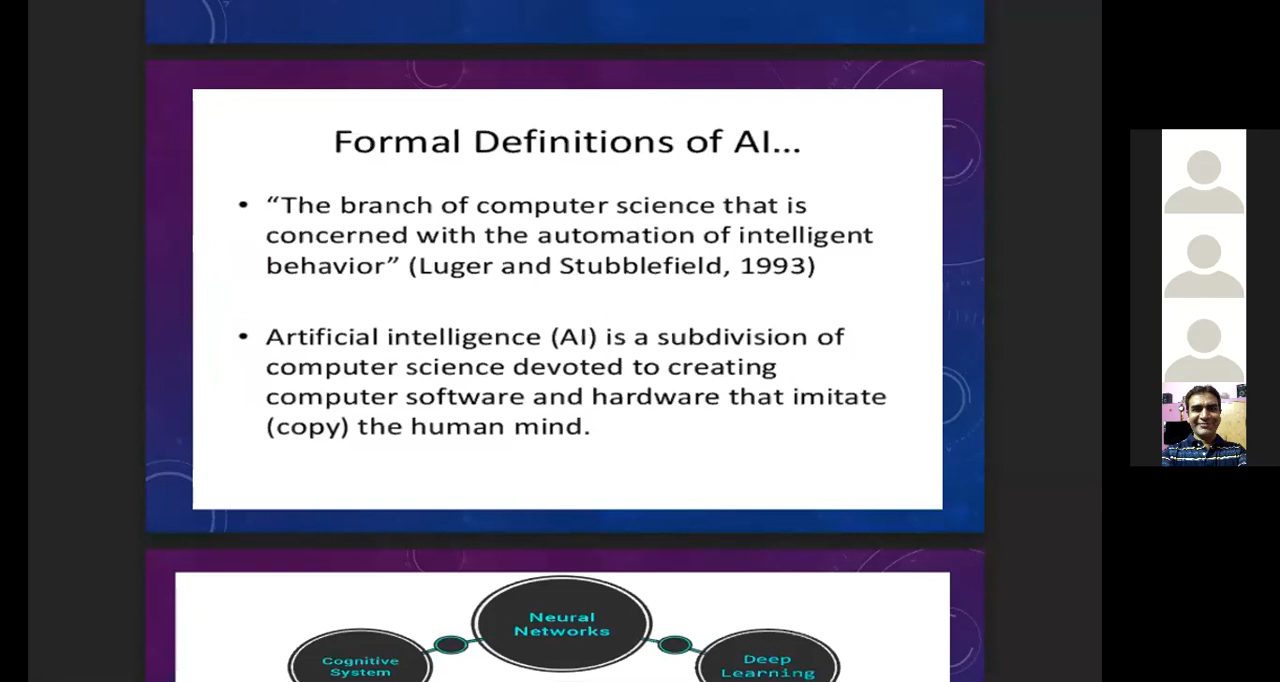 Formal Definitions of AI...
• “The branch of computer science that is
concerned with the automation of intelligent
behavior” (Luger and Stubblefield, 1993)
• Artificial intelligence (AI) is a subdivision of
computer science devoted to creating
computer software and hardware that imitate
(copy) the human mind.
Neural
Networks
Cognitive
System
Deep
Learning